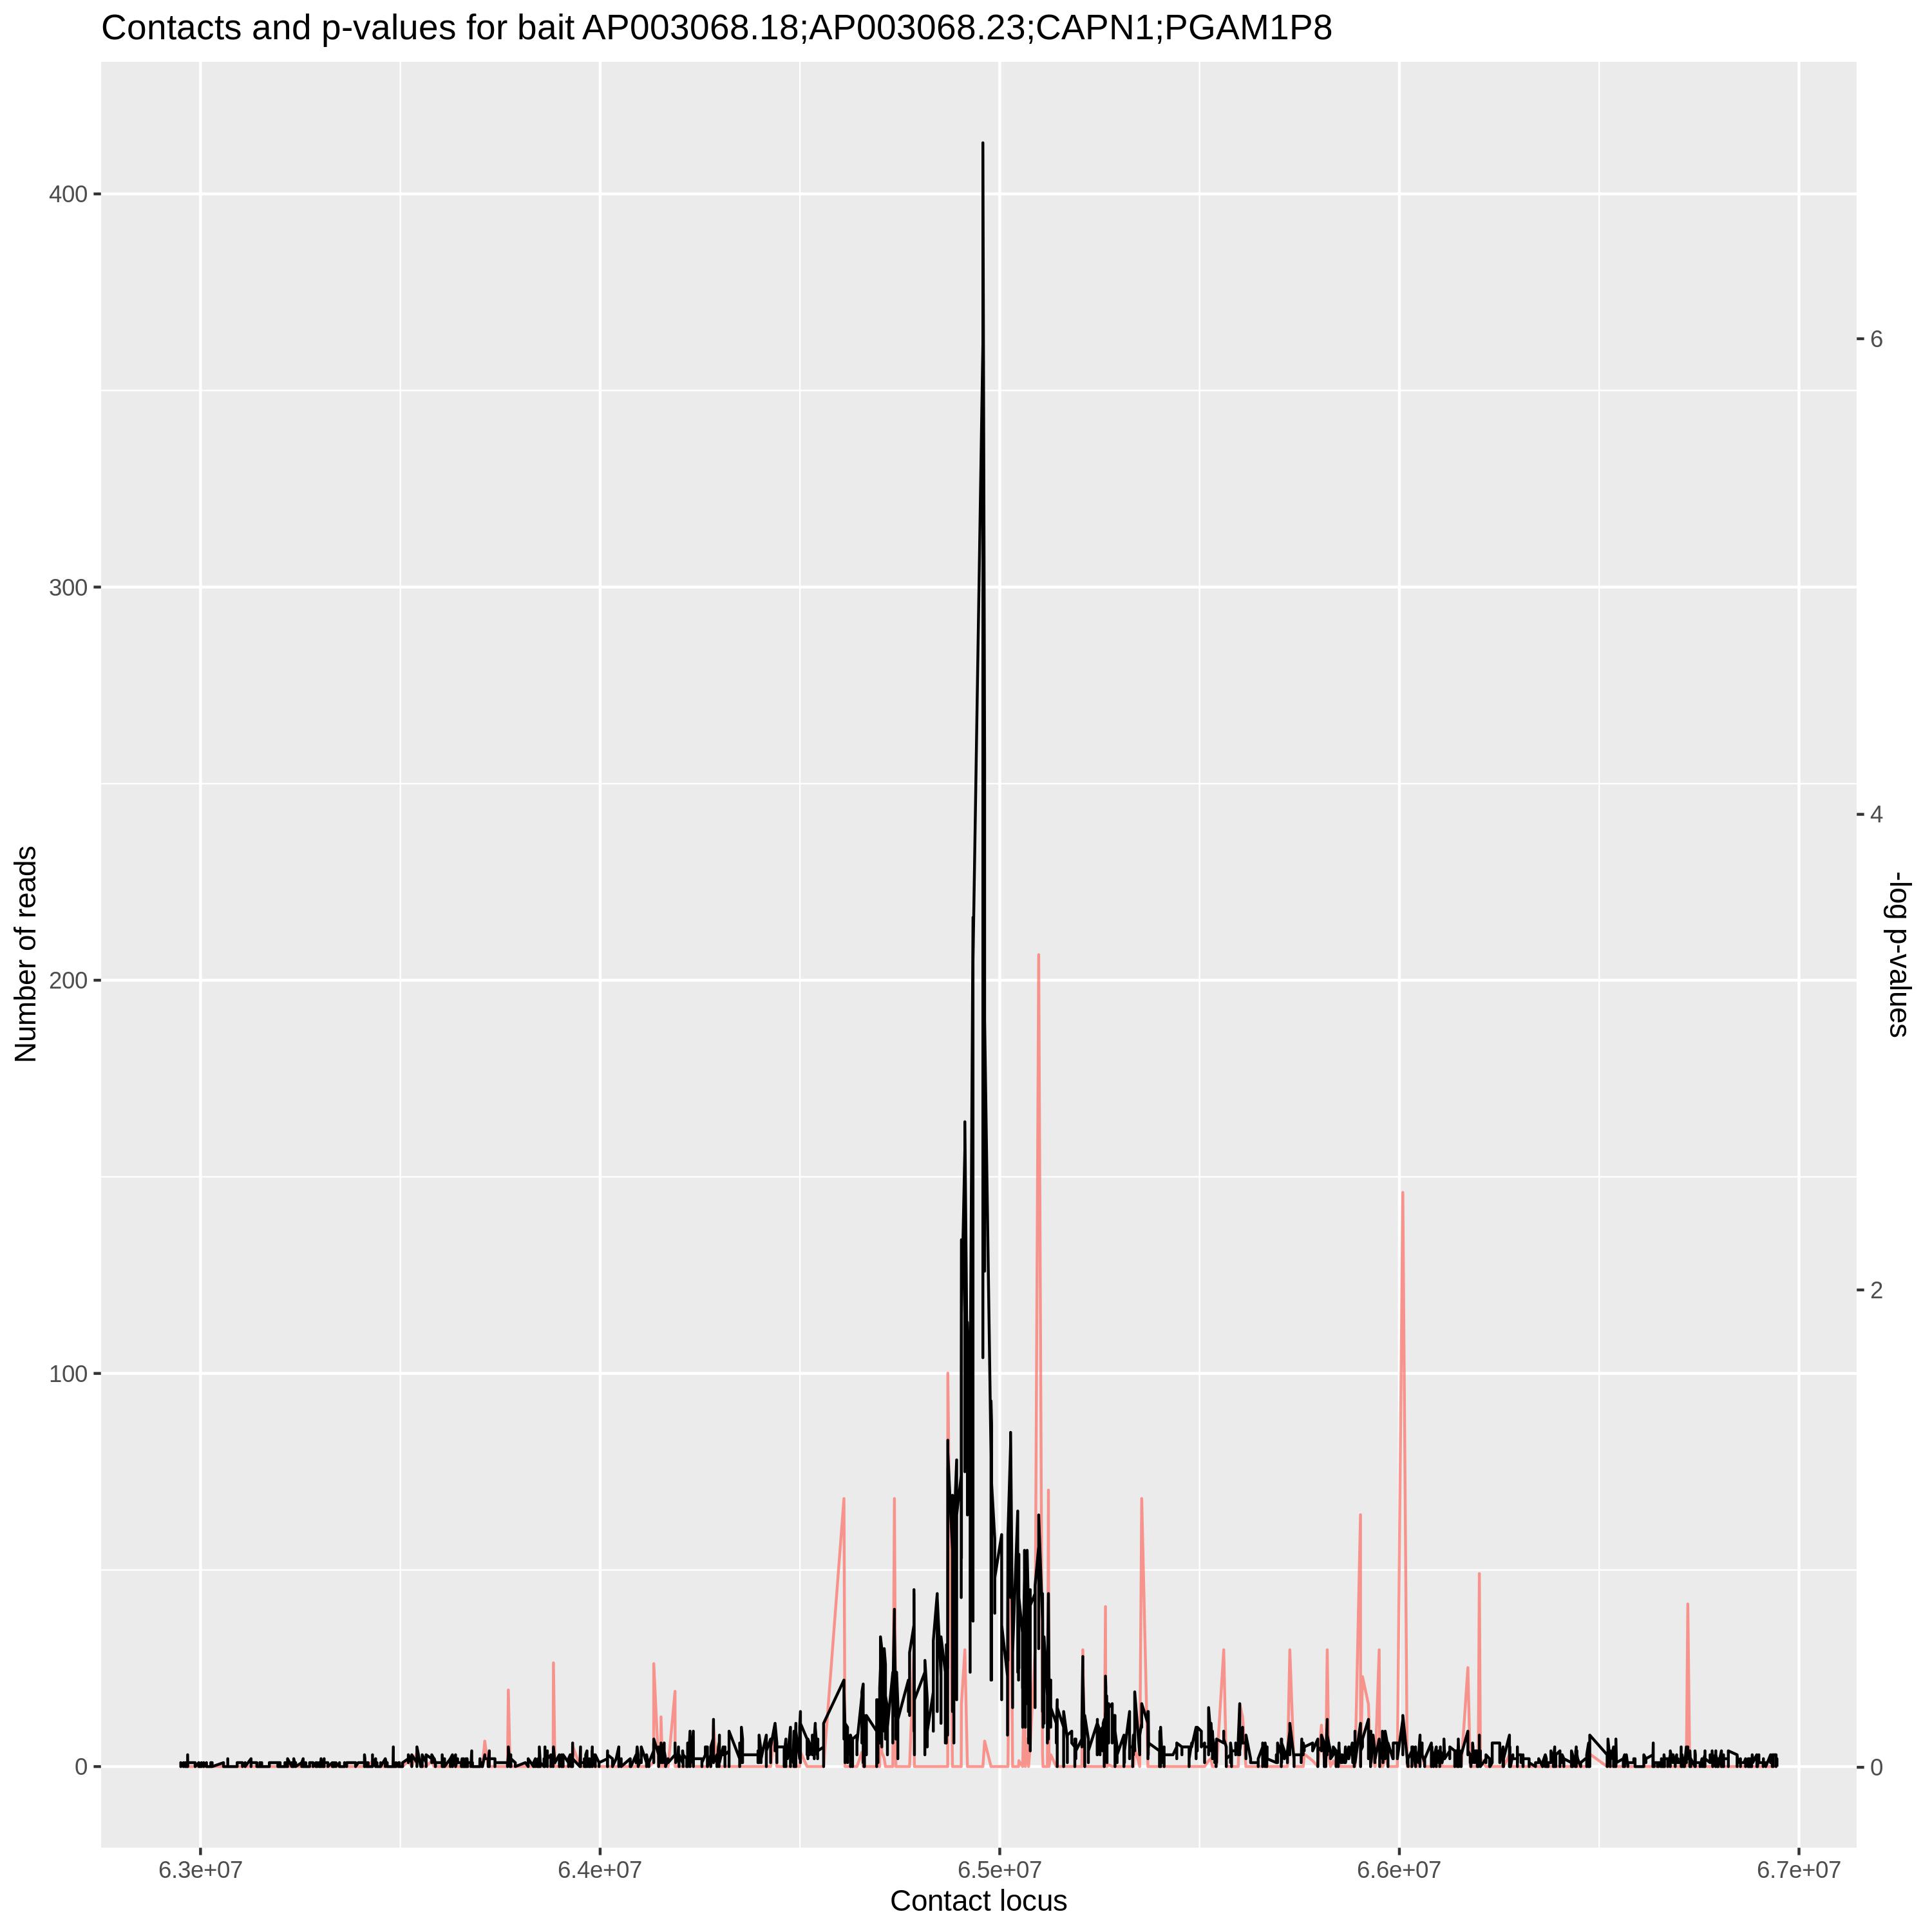 Contacts and p-values for bait AP003068.18;AP003068.23;CAPN1;PGAM1P8
400
300
200
100
0
Number of reads
6
4
2
0
-log p-values
6.3e+07
6.4e+07
6.5e+07
6.6e+07
6.7e+07
Contact locus